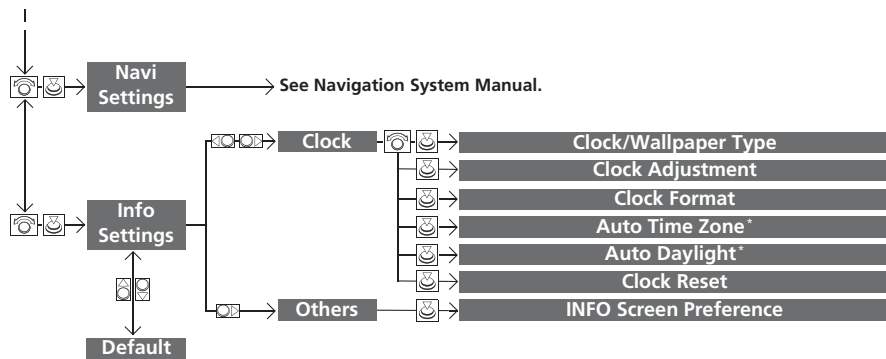 Navi
Settings
See Navigation System Manual.
Clock
Clock/Wallpaper Type
Clock Adjustment
Clock Format
Info
Settings
Auto Time Zone*
Auto Daylight*
Clock Reset
Others
INFO Screen Preference
Default